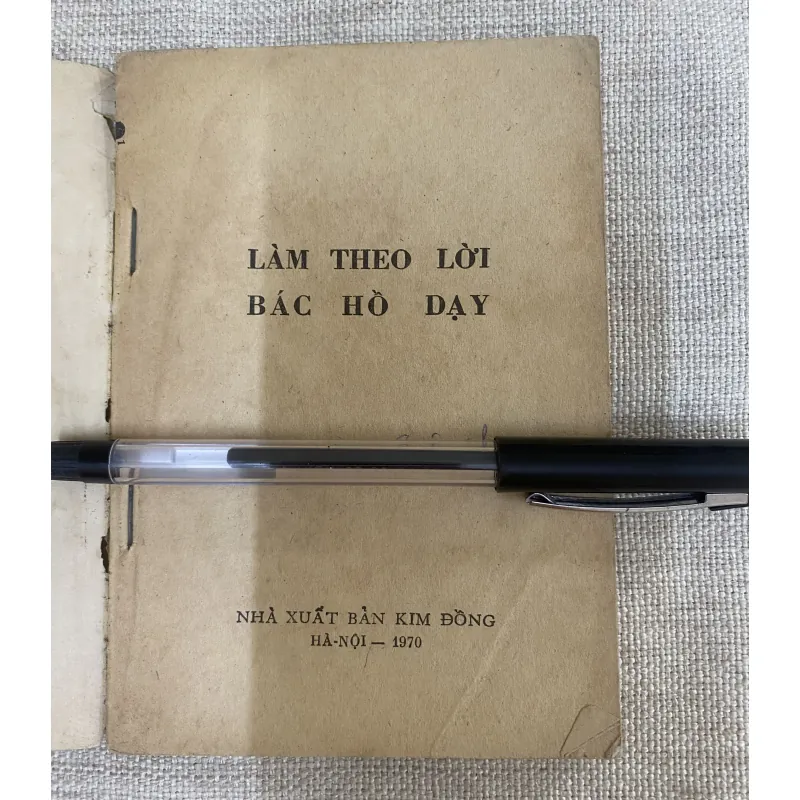 LÀM THEO LỜI
BÁC HỒ DẠY
NHÀ XUẤT BẢN KIM ĐỒNG
HÀ-NỘI — 1970